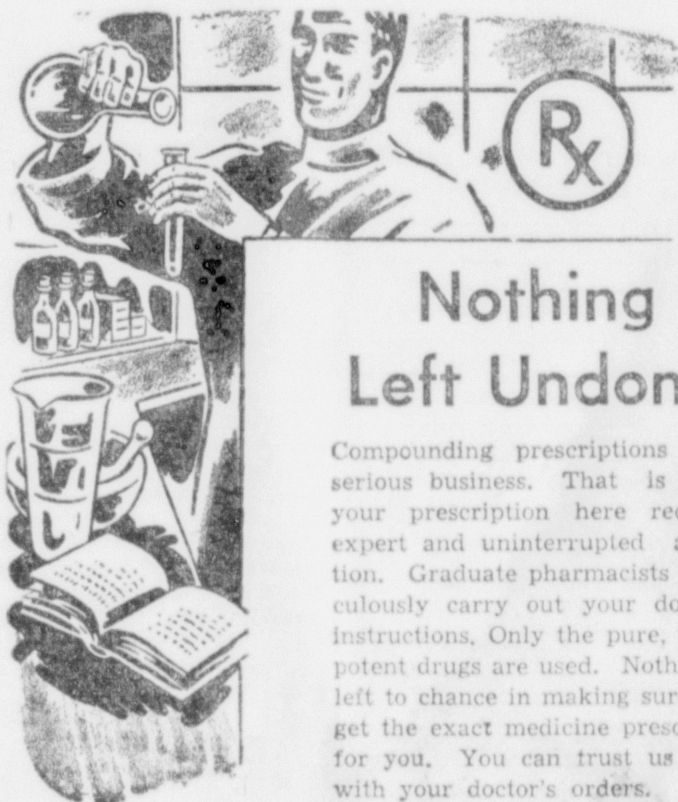 Rx
Nothing
Left Undon
Compounding prescriptions
serious business. That is
your prescription here rec
expert and uninterrupted a
tion. Graduate pharmacists
culously carry out your do
instructions. Only the pure,
potent drugs are used. Noth
left to chance in making sur
get the exact medicine presc
for you. You can trust us
with your doctor's orders.